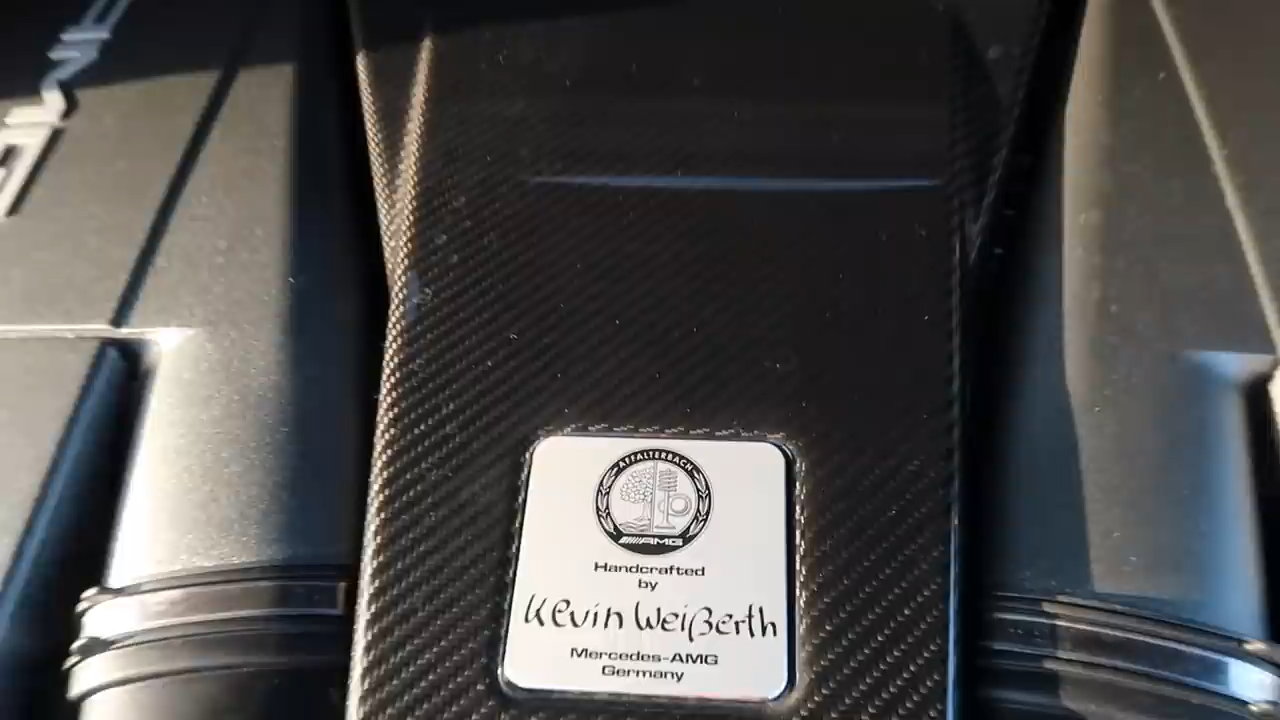 AFFALTERBACH
AMG
Handcrafted
by
Kevin Weißerth
Mercedes-AMG
Germany